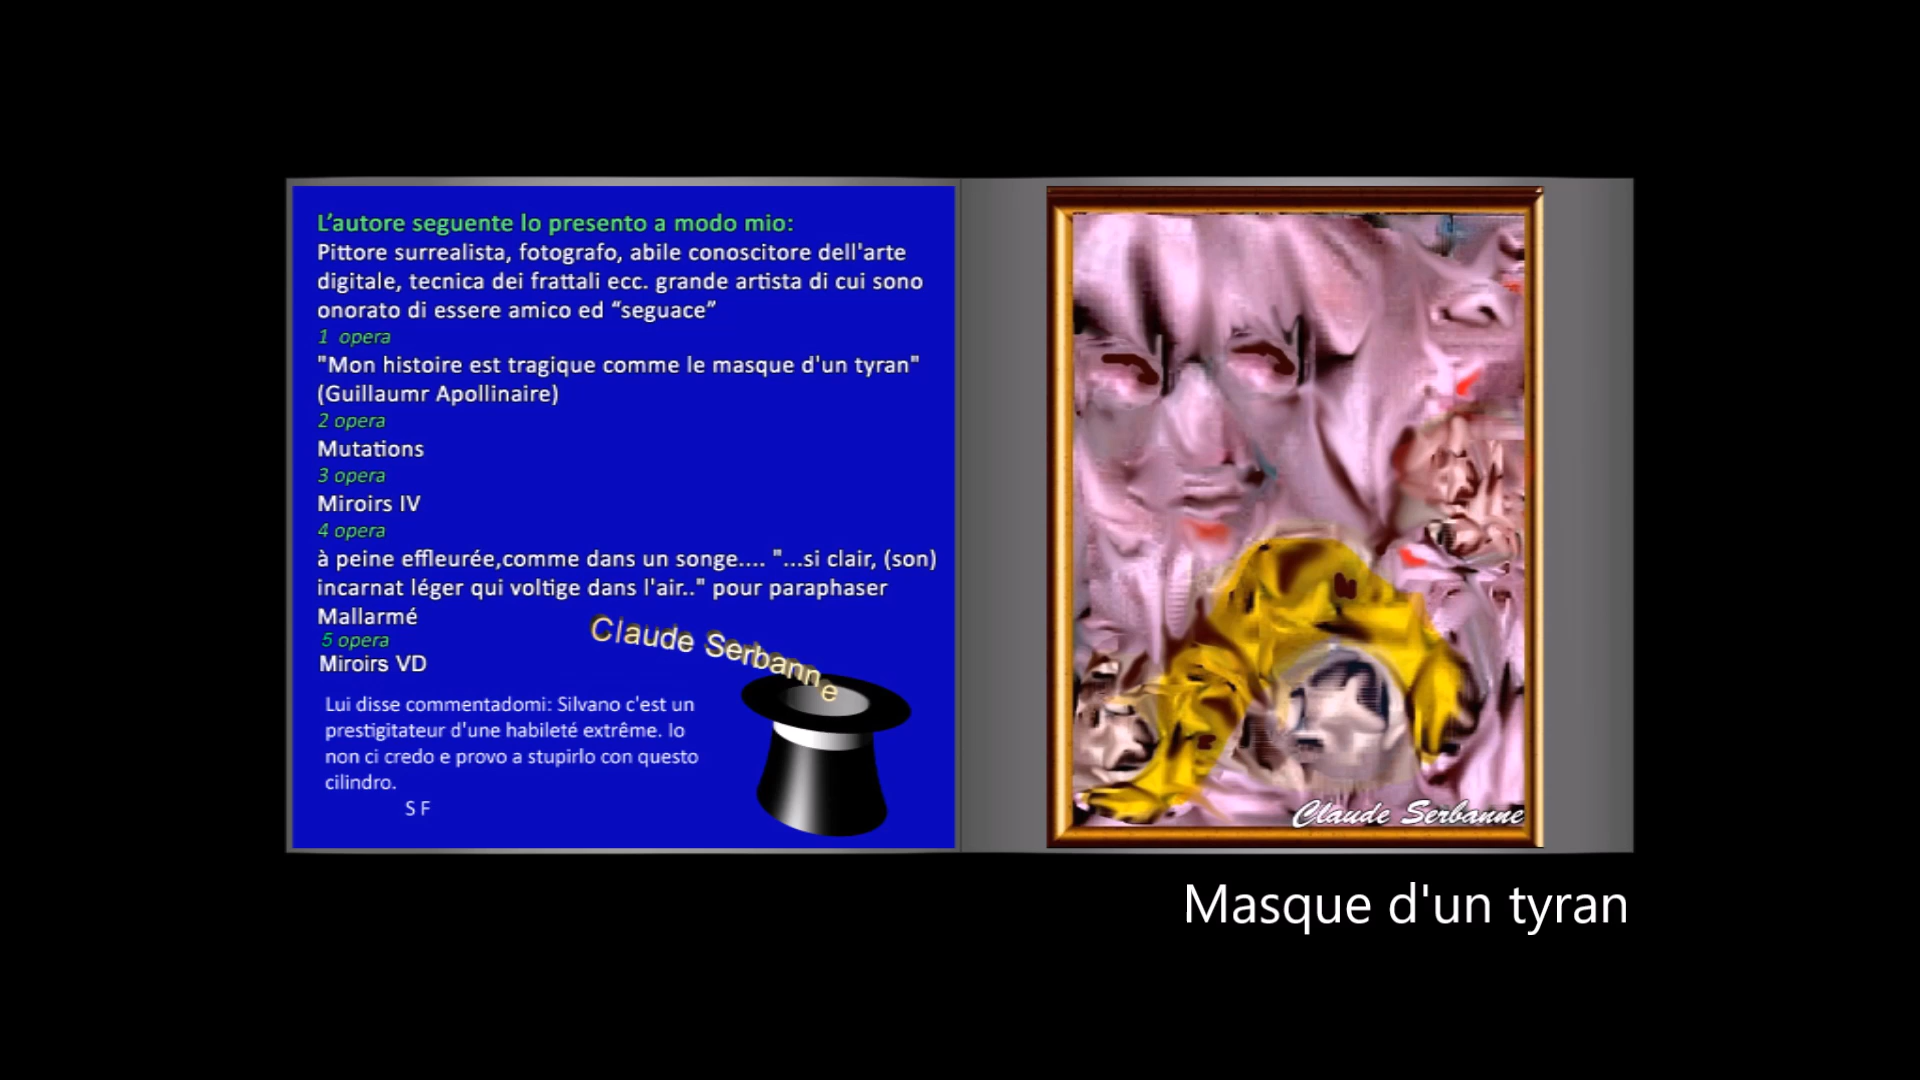 L’autore seguente lo presento a modo mio:
Pittore surrealista, fotografo, abile conoscitore dell'arte
digitale, tecnica dei frattali ecc. grande artista di cui sono
onorato di essere amico ed “seguace”
1 opera
"Mon histoire est tragique comme le masque d'un tyran"
(Guillaumr Apollinaire)
2 opera
Mutations
3 opera
Miroirs IV
4 opera
à peine effleurée,comme dans un songe.... "...si clair, (son)
incarnat léger qui voltige dans l'air.." pour paraphaser
Mallarmé
5 opera
Miroirs VD
Claude Serbanne
Lui disse commentadomi: Silvano c'est un
prestigitateur d'une habileté extrême. Io
non ci credo e provo a stupirlo con questo
cilindro.
S F
Claude Serbanne
Masque d'un tyran